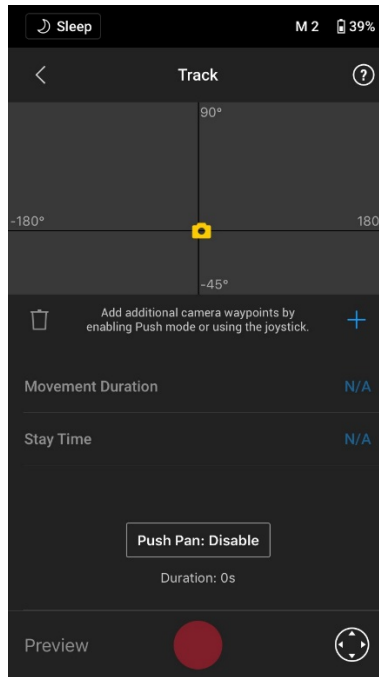 Sleep M 2 39%
Track ?
90°
-180° 180
-45°
Add additional camera waypoints by
enabling Push mode or using the joystick.
Movement Duration N/A
Stay Time N/A
Push Pan: Disable
Duration: 0s
Preview